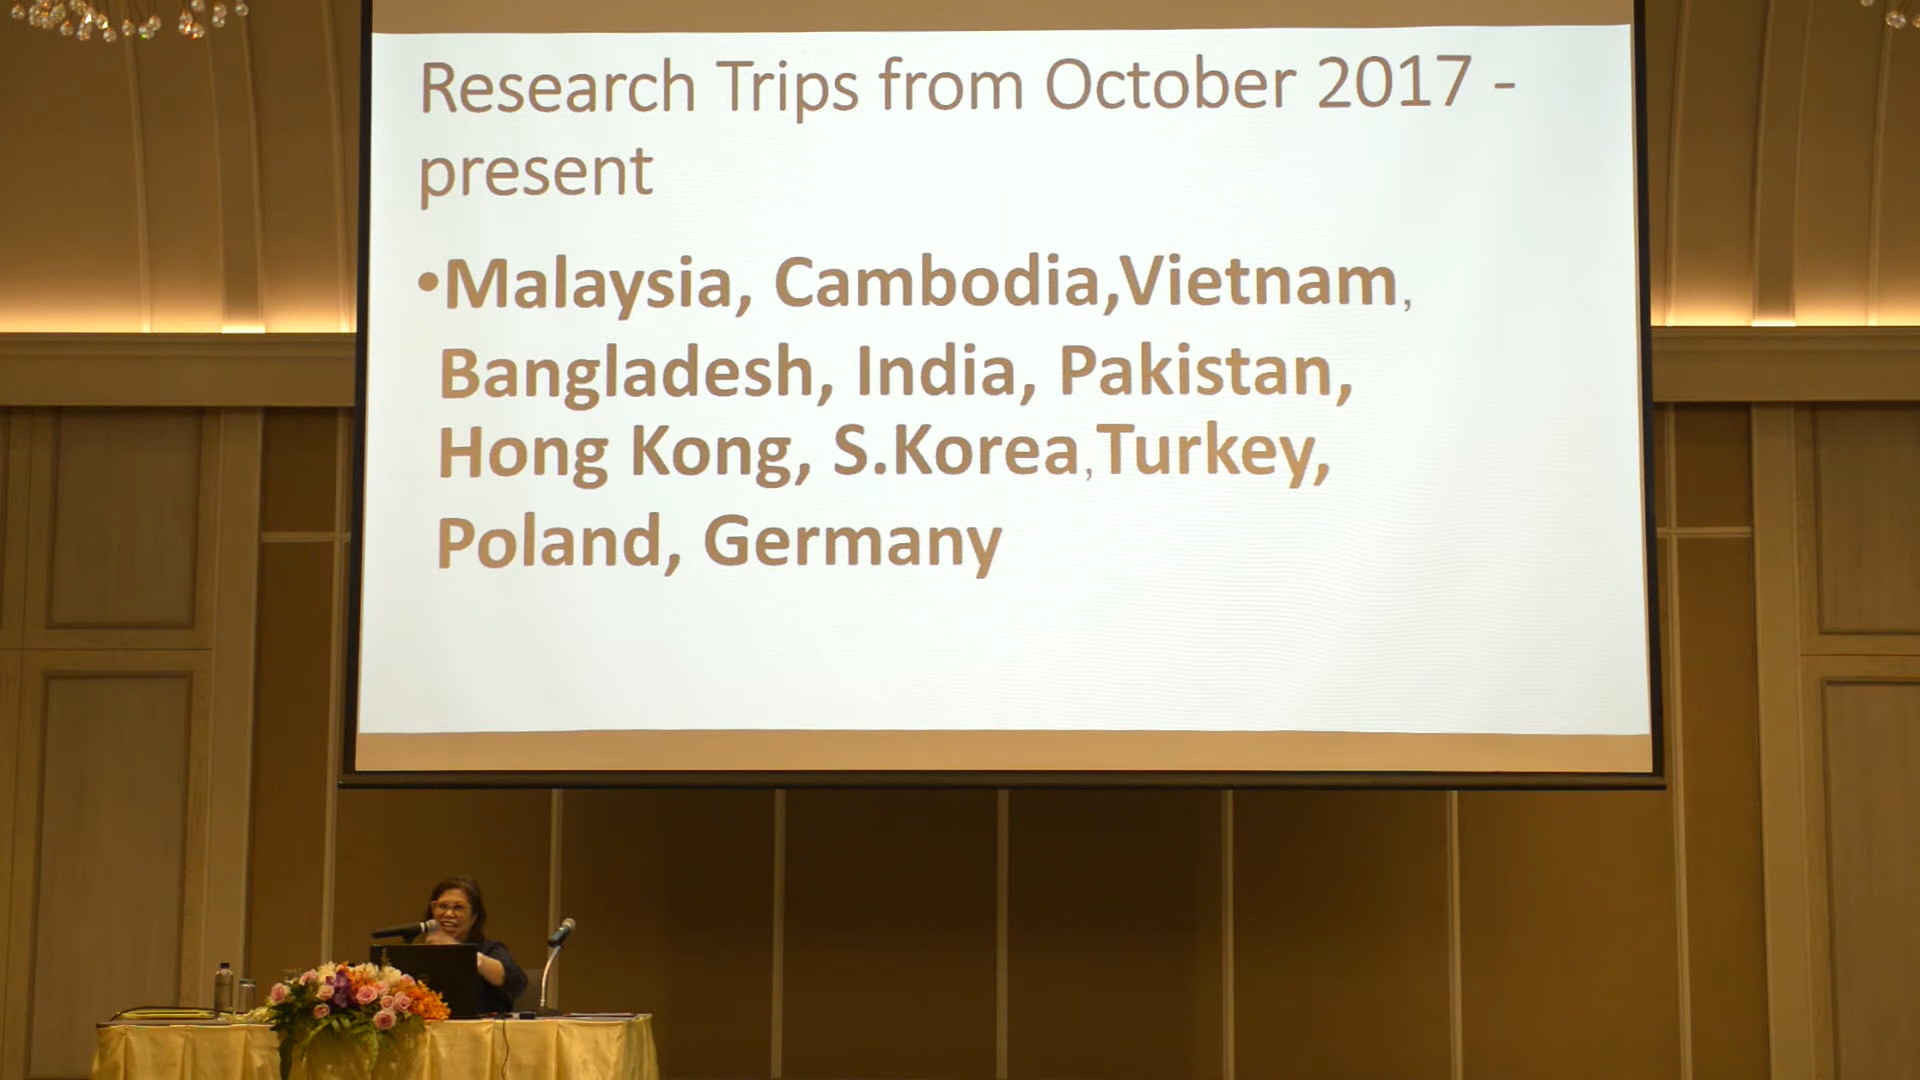 Research Trips from October 2017 -
present
•Malaysia, Cambodia,Vietnam,
Bangladesh, India, Pakistan,
Hong Kong, S.Korea,Turkey,
Poland, Germany